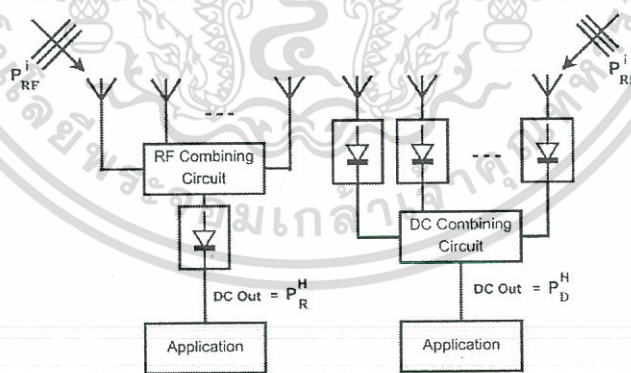 P^i_RF
P^i_RF
RF Combining
Circuit
DC Combining
Circuit
DC Out = P^H_R
DC Out = P^H_D
Application
Application